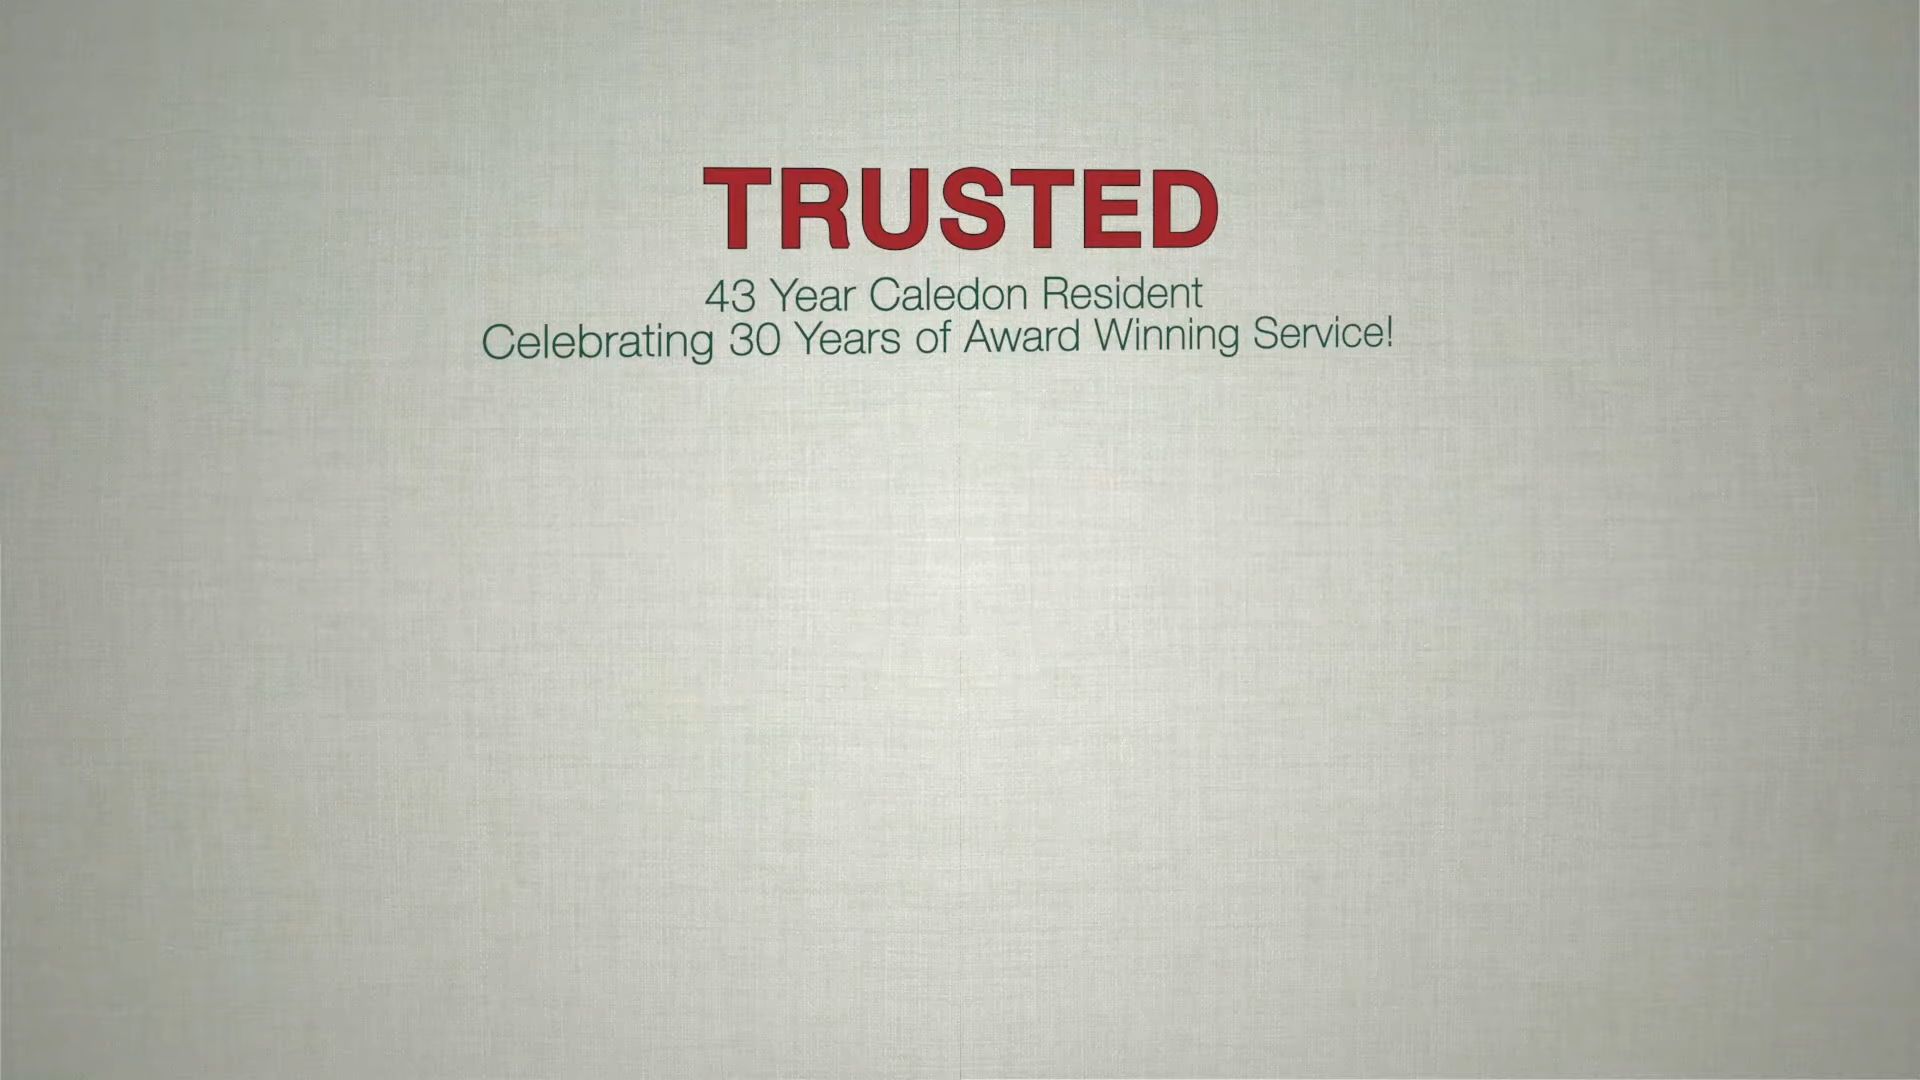 TRUSTED
43 Year Caledon Resident
Celebrating 30 Years of Award Winning Service!